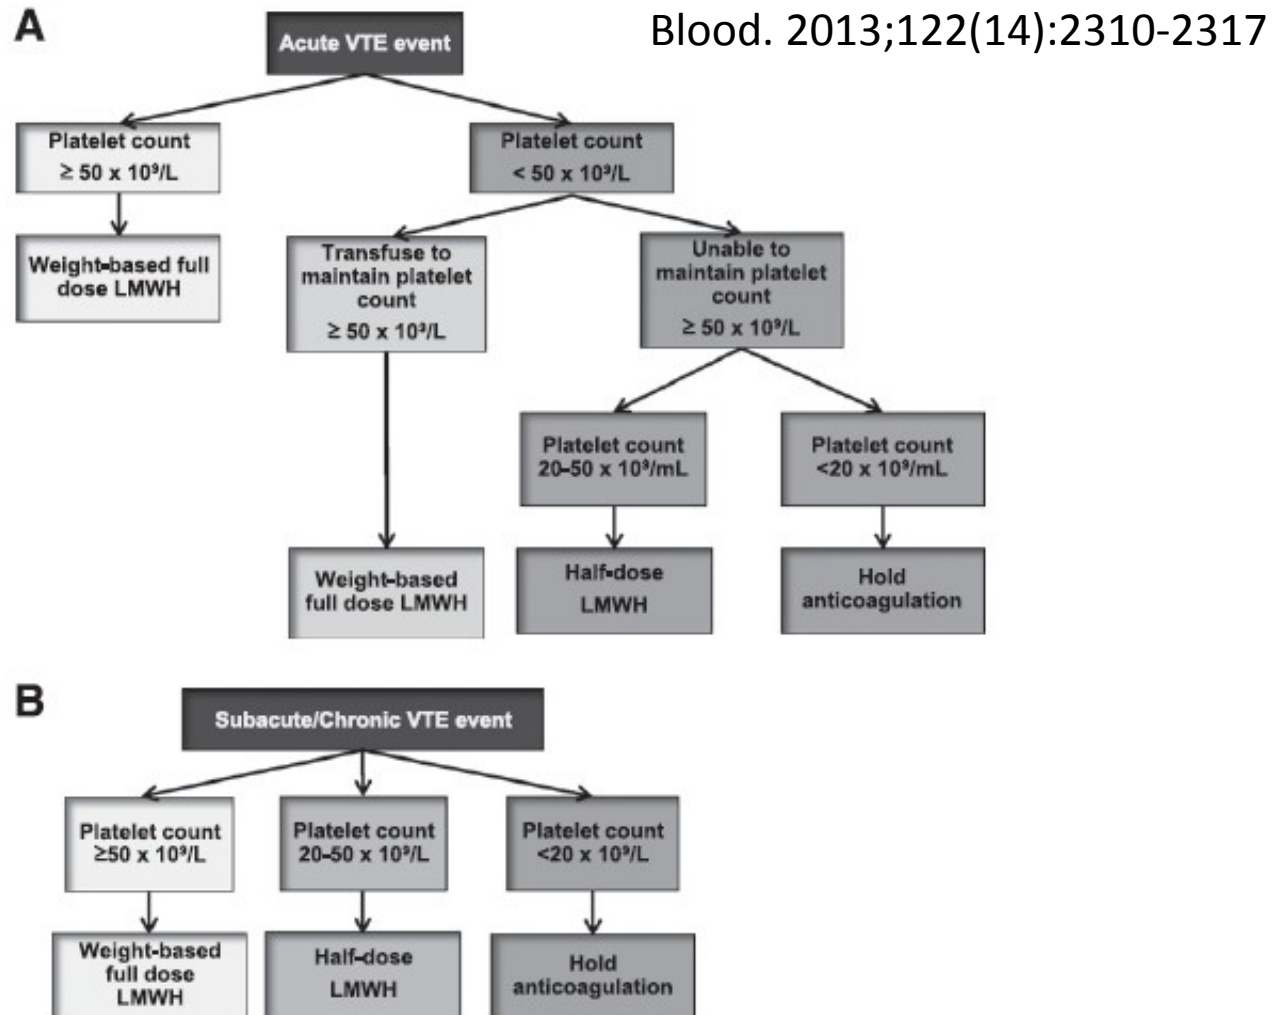 A
Blood. 2013;122(14):2310-2317
Acute VTE event
Platelet count
≥ 50 x 10⁹/L
Platelet count
< 50 x 10⁹/L
Weight-based full
dose LMWH
Transfuse to
maintain platelet
count
≥ 50 x 10⁹/L
Unable to
maintain platelet
count
≥ 50 x 10⁹/L
Platelet count
20-50 x 10⁹/mL
Platelet count
<20 x 10⁹/mL
Weight-based
full dose LMWH
Half-dose
LMWH
Hold
anticoagulation
B
Subacute/Chronic VTE event
Platelet count
≥50 x 10⁹/L
Platelet count
20-50 x 10⁹/L
Platelet count
<20 x 10⁹/L
Weight-based
full dose
LMWH
Half-dose
LMWH
Hold
anticoagulation